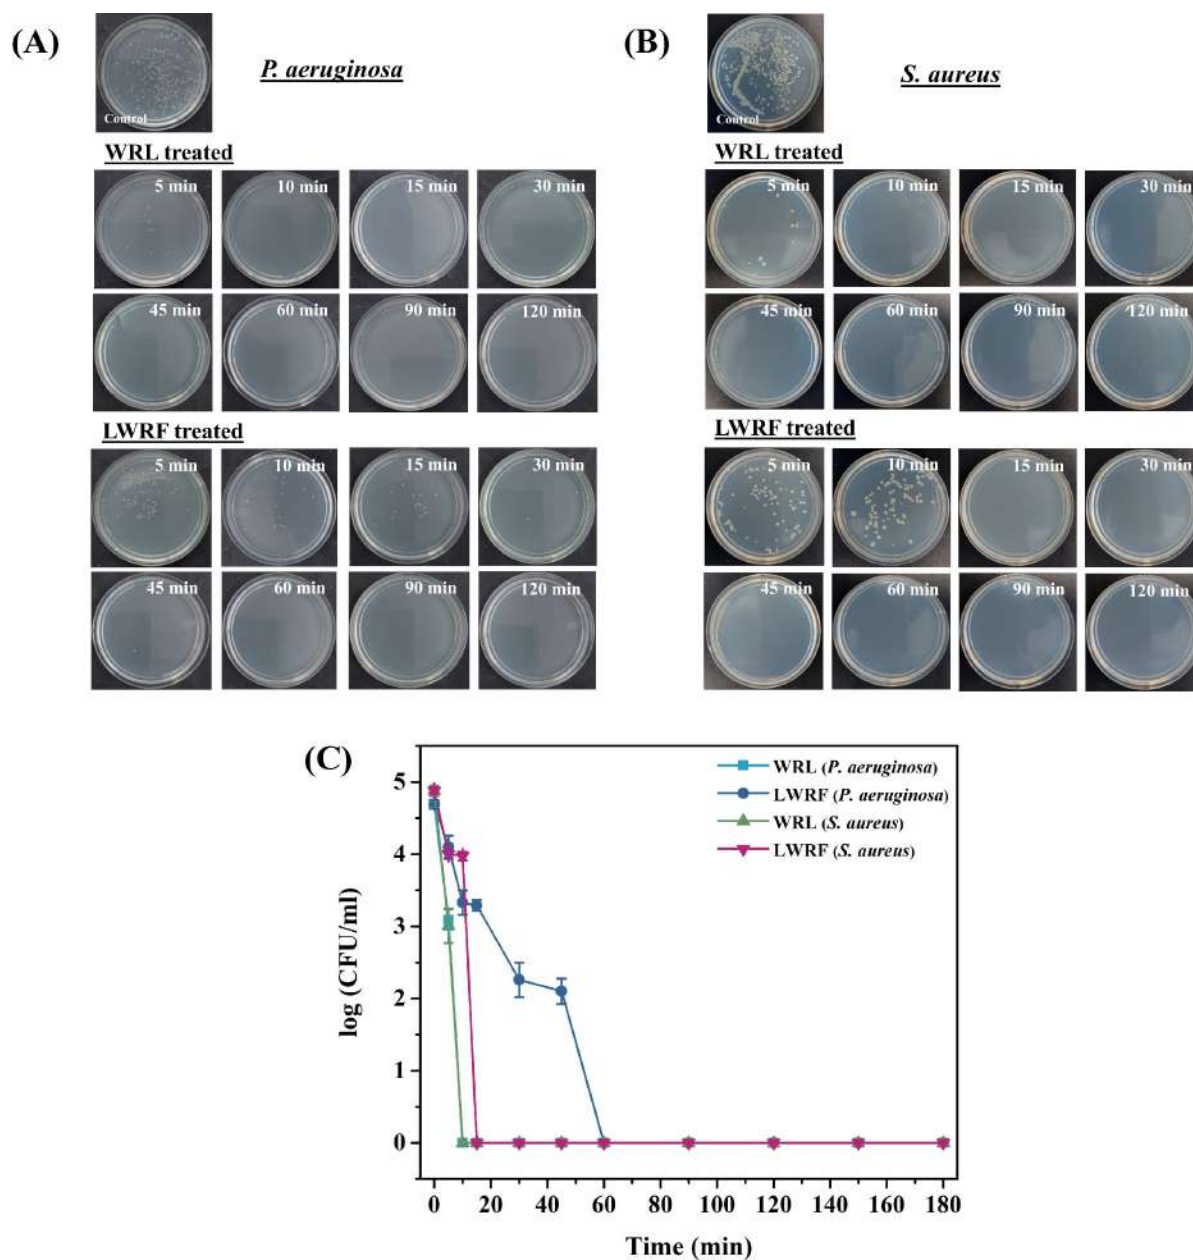 (A)
P. aeruginosa
Control
WRL treated
5 min 10 min 15 min 30 min
45 min 60 min 90 min 120 min
LWRF treated
5 min 10 min 15 min 30 min
45 min 60 min 90 min 120 min
(B)
S. aureus
Control
WRL treated
5 min 10 min 15 min 30 min
45 min 60 min 90 min 120 min
LWRF treated
5 min 10 min 15 min 30 min
45 min 60 min 90 min 120 min
(C)
WRL (P. aeruginosa)
LWRF (P. aeruginosa)
WRL (S. aureus)
LWRF (S. aureus)
log (CFU/ml)
5
4
3
2
1
0
0 20 40 60 80 100 120 140 160 180
Time (min)